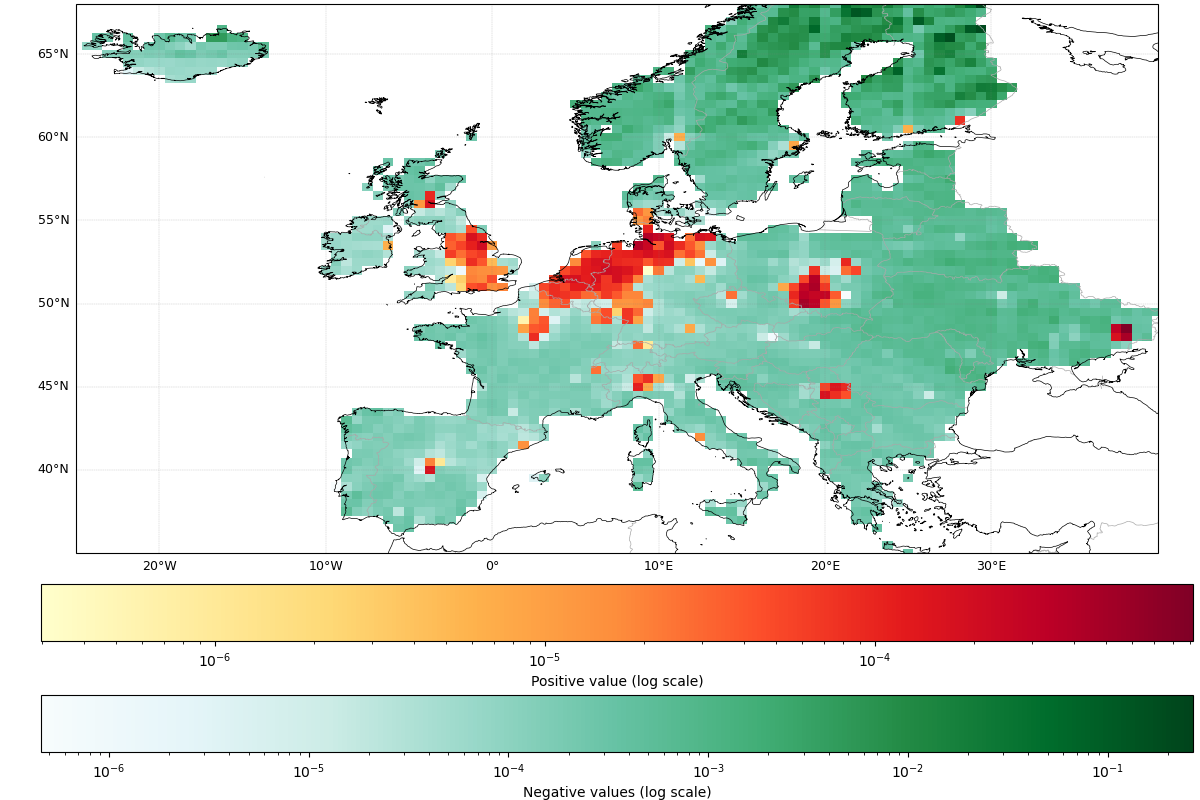 65°N
60°N
55°N
50°N
45°N
40°N
20°W 10°W 0° 10°E 20°E 30°E
10⁻⁶ 10⁻⁵ 10⁻⁴
Positive value (log scale)
10⁻⁶ 10⁻⁵ 10⁻⁴ 10⁻³ 10⁻² 10⁻¹
Negative values (log scale)